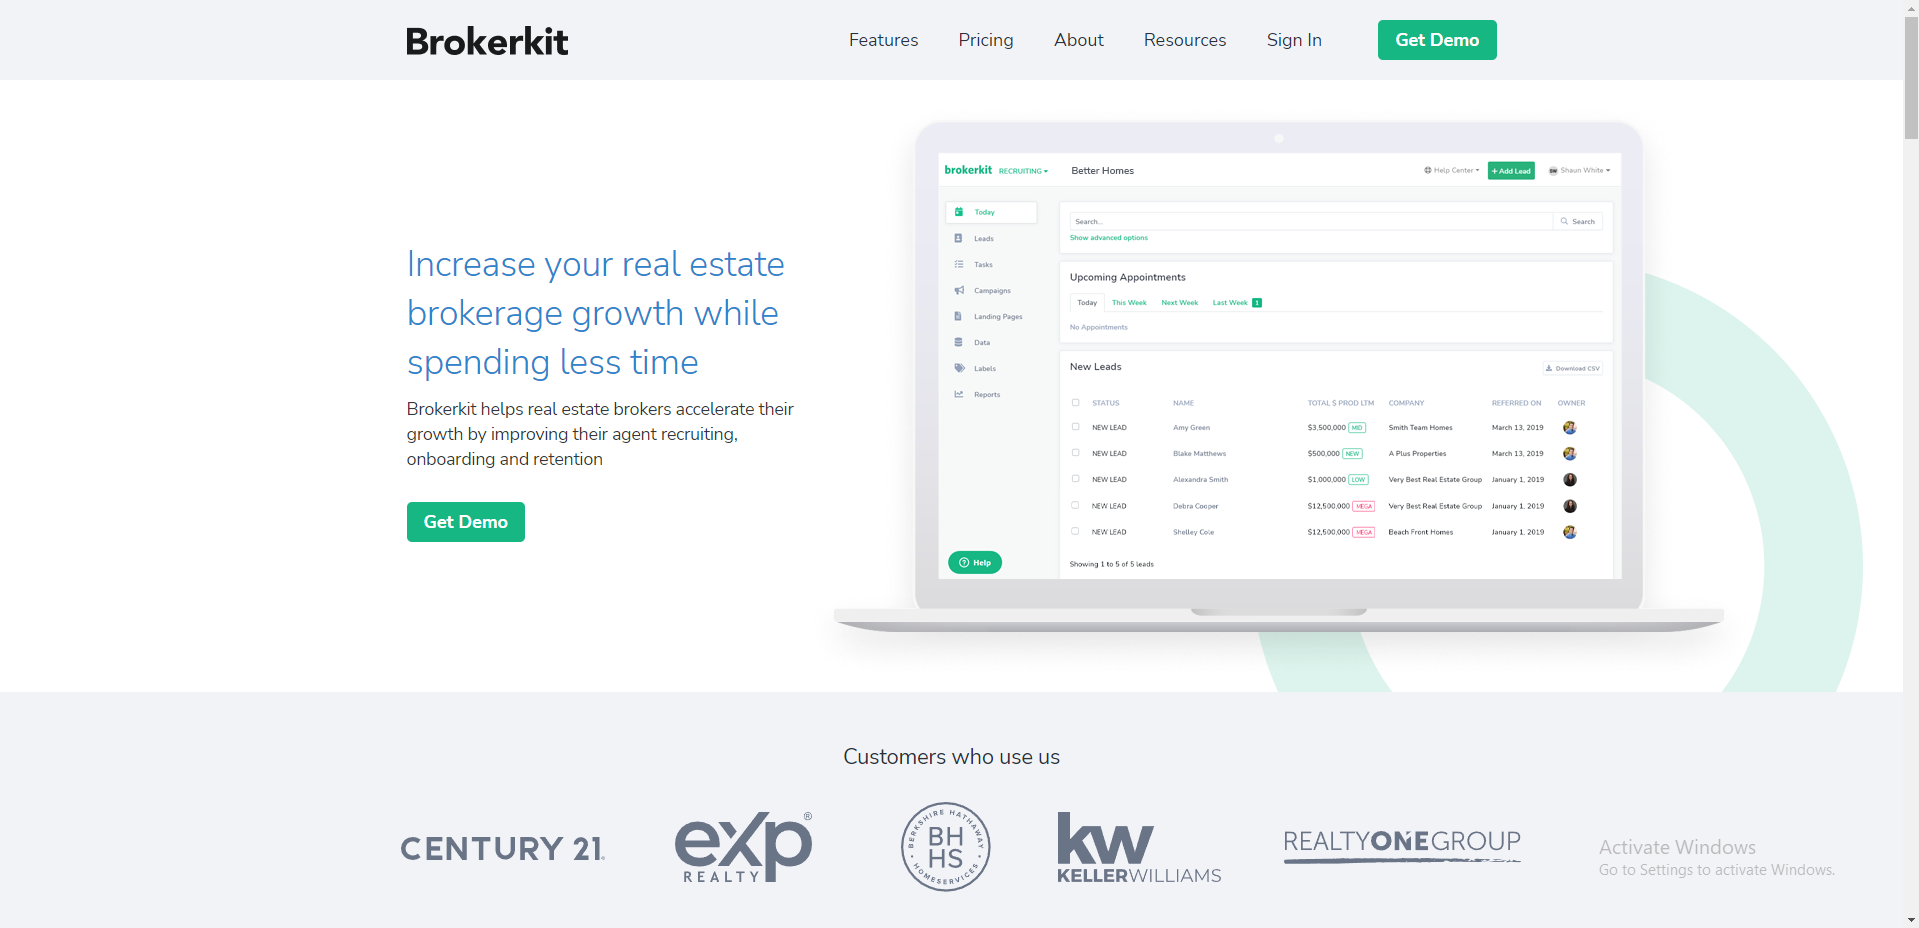 Brokerkit
Features Pricing About Resources Sign In Get Demo
Increase your real estate
brokerage growth while
spending less time
Brokerkit helps real estate brokers accelerate their
growth by improving their agent recruiting,
onboarding and retention
Get Demo
brokerkit RECRUITING Better Homes Help Center + Add Lead SW Shaun White
Today
Leads
Tasks
Campaigns
Landing Pages
Data
Labels
Reports
Help
Search... Search
Show advanced options
Upcoming Appointments
Today This Week Next Week Last Week 1
No Appointments
New Leads Download CSV
STATUS NAME TOTAL $ PROD LTM COMPANY REFERRED ON OWNER
NEW LEAD Amy Green $3,500,000 MID Smith Team Homes March 13, 2019
NEW LEAD Blake Matthews $500,000 NEW A Plus Properties March 13, 2019
NEW LEAD Alexandra Smith $1,000,000 LOW Very Best Real Estate Group January 1, 2019
NEW LEAD Debra Cooper $12,500,000 MEGA Very Best Real Estate Group January 1, 2019
NEW LEAD Shelley Cole $12,500,000 MEGA Beach Front Homes January 1, 2019
Showing 1 to 5 of 5 leads
Customers who use us
CENTURY 21.
exp®
REALTY
BERKSHIRE HATHAWAY
BH
HS
HOMESERVICES
kw
KELLERWILLIAMS
REALTYONEGROUP
Activate Windows
Go to Settings to activate Windows.